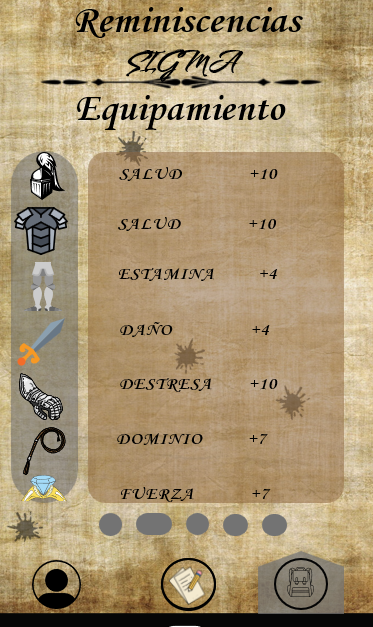 Reminiscencias
SIGMA
Equipamiento
SALUD +10
SALUD +10
ESTAMINA +4
DAÑO +4
DESTRESA +10
DOMINIO +7
FUERZA +7